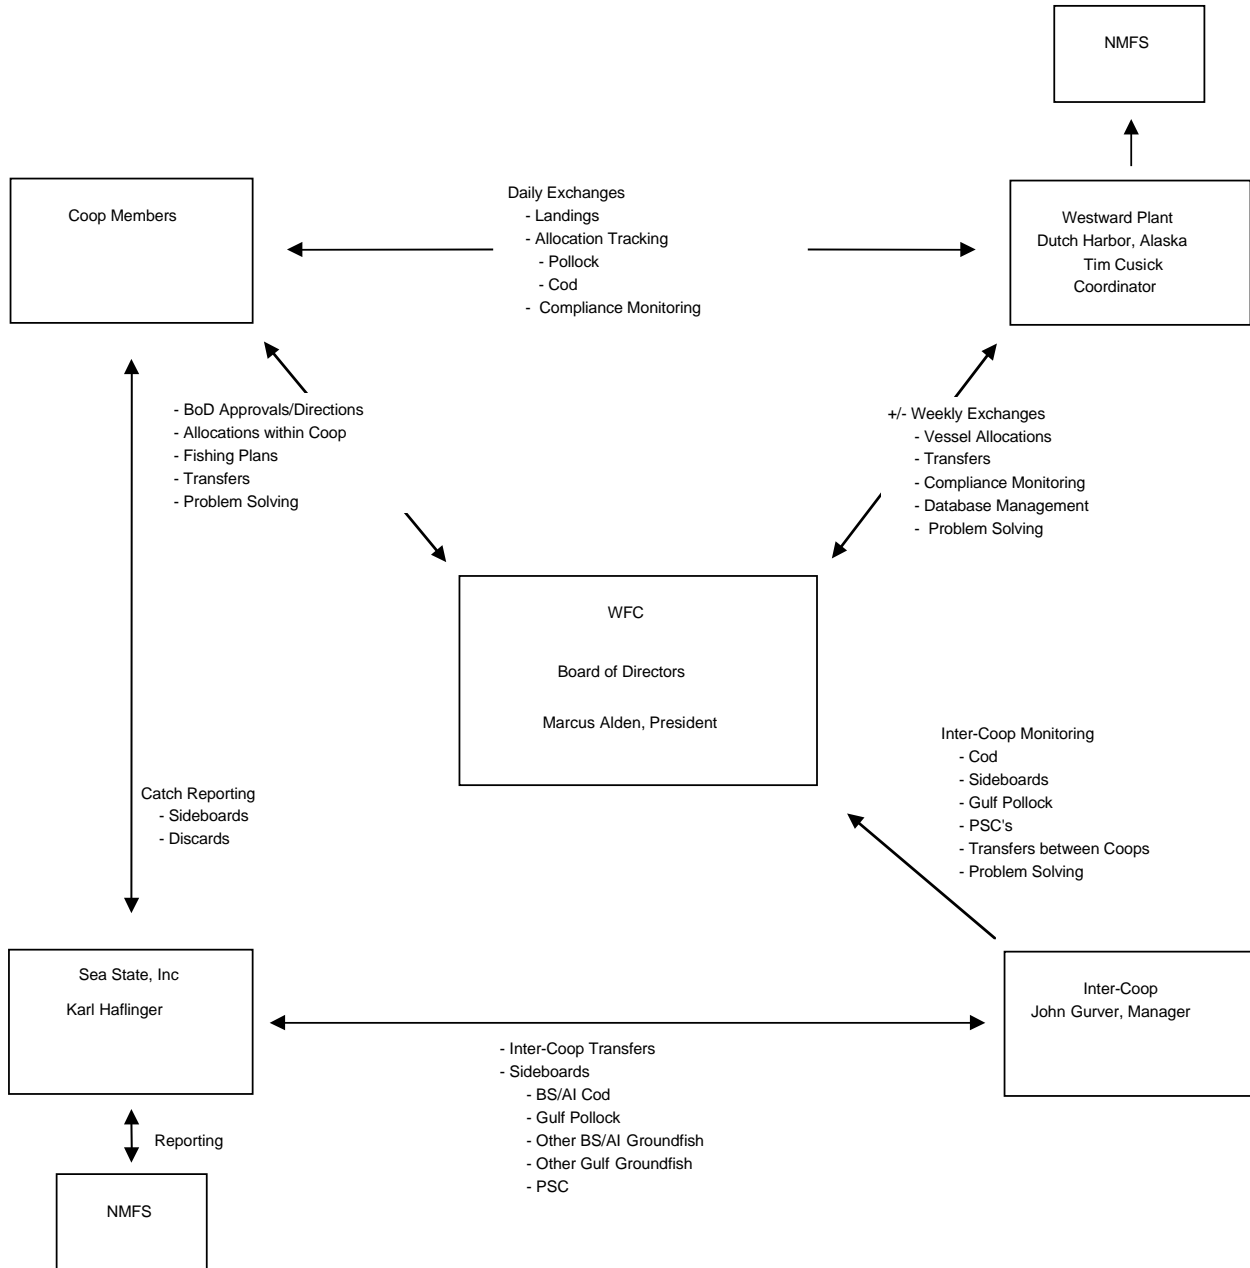 NMFS
Coop Members
Daily Exchanges
- Landings
- Allocation Tracking
- Pollock
- Cod
- Compliance Monitoring
Westward Plant
Dutch Harbor, Alaska
Tim Cusick
Coordinator
- BoD Approvals/Directions
- Allocations within Coop
- Fishing Plans
- Transfers
- Problem Solving
+/- Weekly Exchanges
- Vessel Allocations
- Transfers
- Compliance Monitoring
- Database Management
- Problem Solving
WFC
Board of Directors
Marcus Alden, President
Inter-Coop Monitoring
- Cod
- Sideboards
- Gulf Pollock
- PSC's
- Transfers between Coops
- Problem Solving
Catch Reporting
- Sideboards
- Discards
Sea State, Inc
Karl Haflinger
Inter-Coop
John Gurver, Manager
- Inter-Coop Transfers
- Sideboards
- BS/AI Cod
- Gulf Pollock
- Other BS/AI Groundfish
- Other Gulf Groundfish
- PSC
Reporting
NMFS